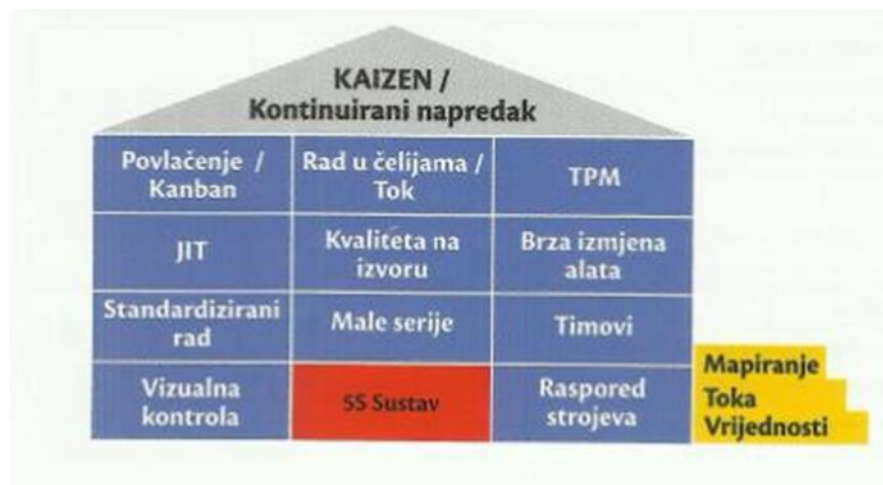 KAIZEN /
Kontinuirani napredak
Povlačenje /
Kanban
Rad u čelijama /
Tok
TPM
JIT
Kvaliteta na
izvoru
Brza izmjena
alata
Standardizirani
rad
Male serije
Timovi
Vizualna
kontrola
5S Sustav
Raspored
strojeva
Mapiranje
Toka
Vrijednosti